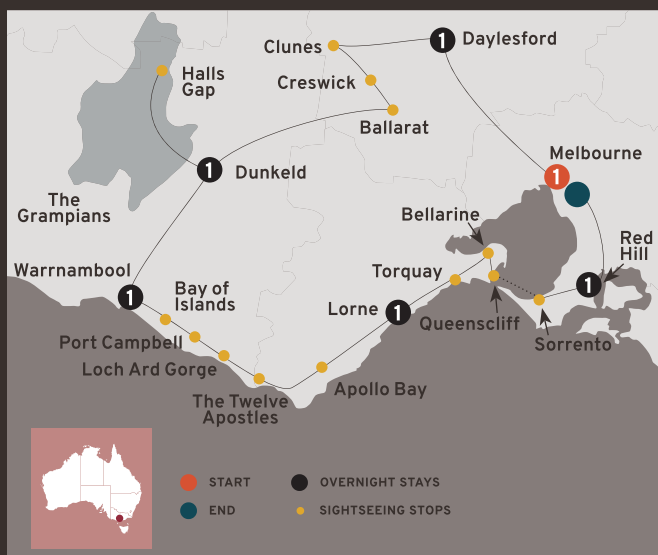 Clunes
1
Daylesford
Halls
Gap
Creswick
Ballarat
Melbourne
1
1
Dunkeld
The
Grampians
Bellarine
Red
Hill
Warrnambool
Torquay
1
Bay of
Islands
1
Lorne
1
Queenscliff
Port Campbell
Sorrento
Loch Ard Gorge
Apollo Bay
The Twelve
Apostles
START
OVERNIGHT STAYS
END
SIGHTSEEING STOPS